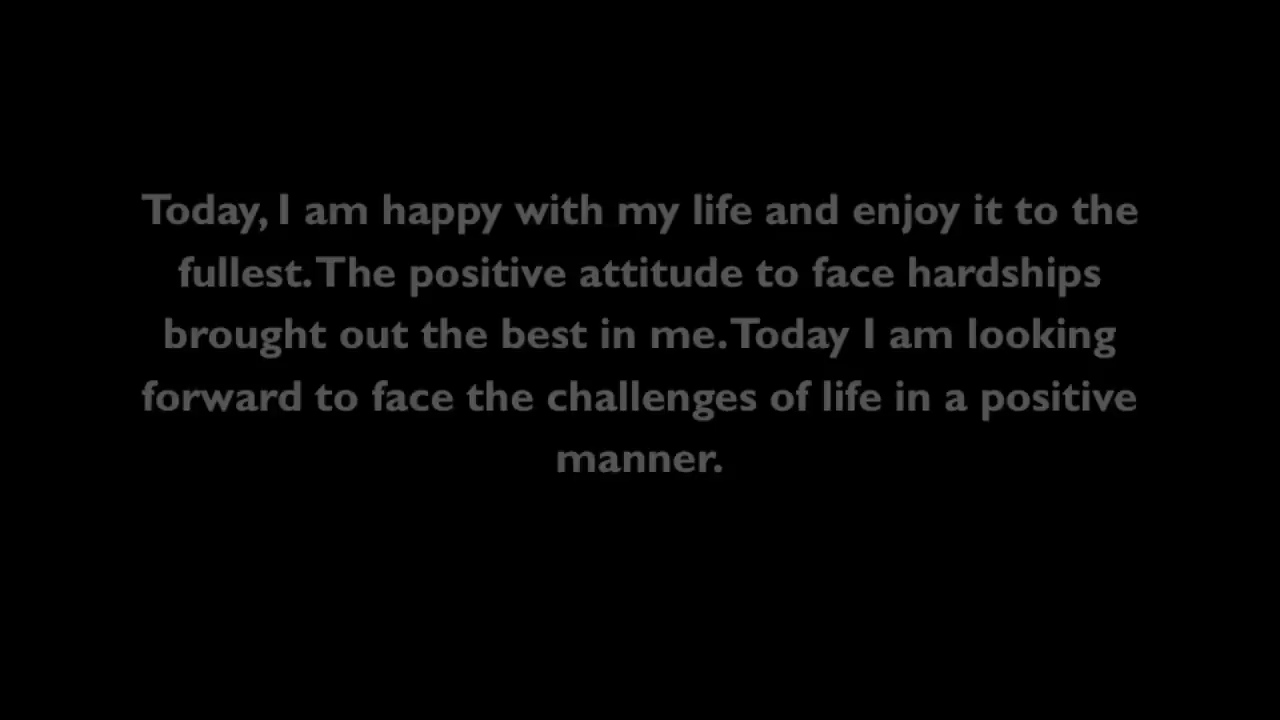 Today, I am happy with my life and enjoy it to the
fullest. The positive attitude to face hardships
brought out the best in me. Today I am looking
forward to face the challenges of life in a positive
manner.